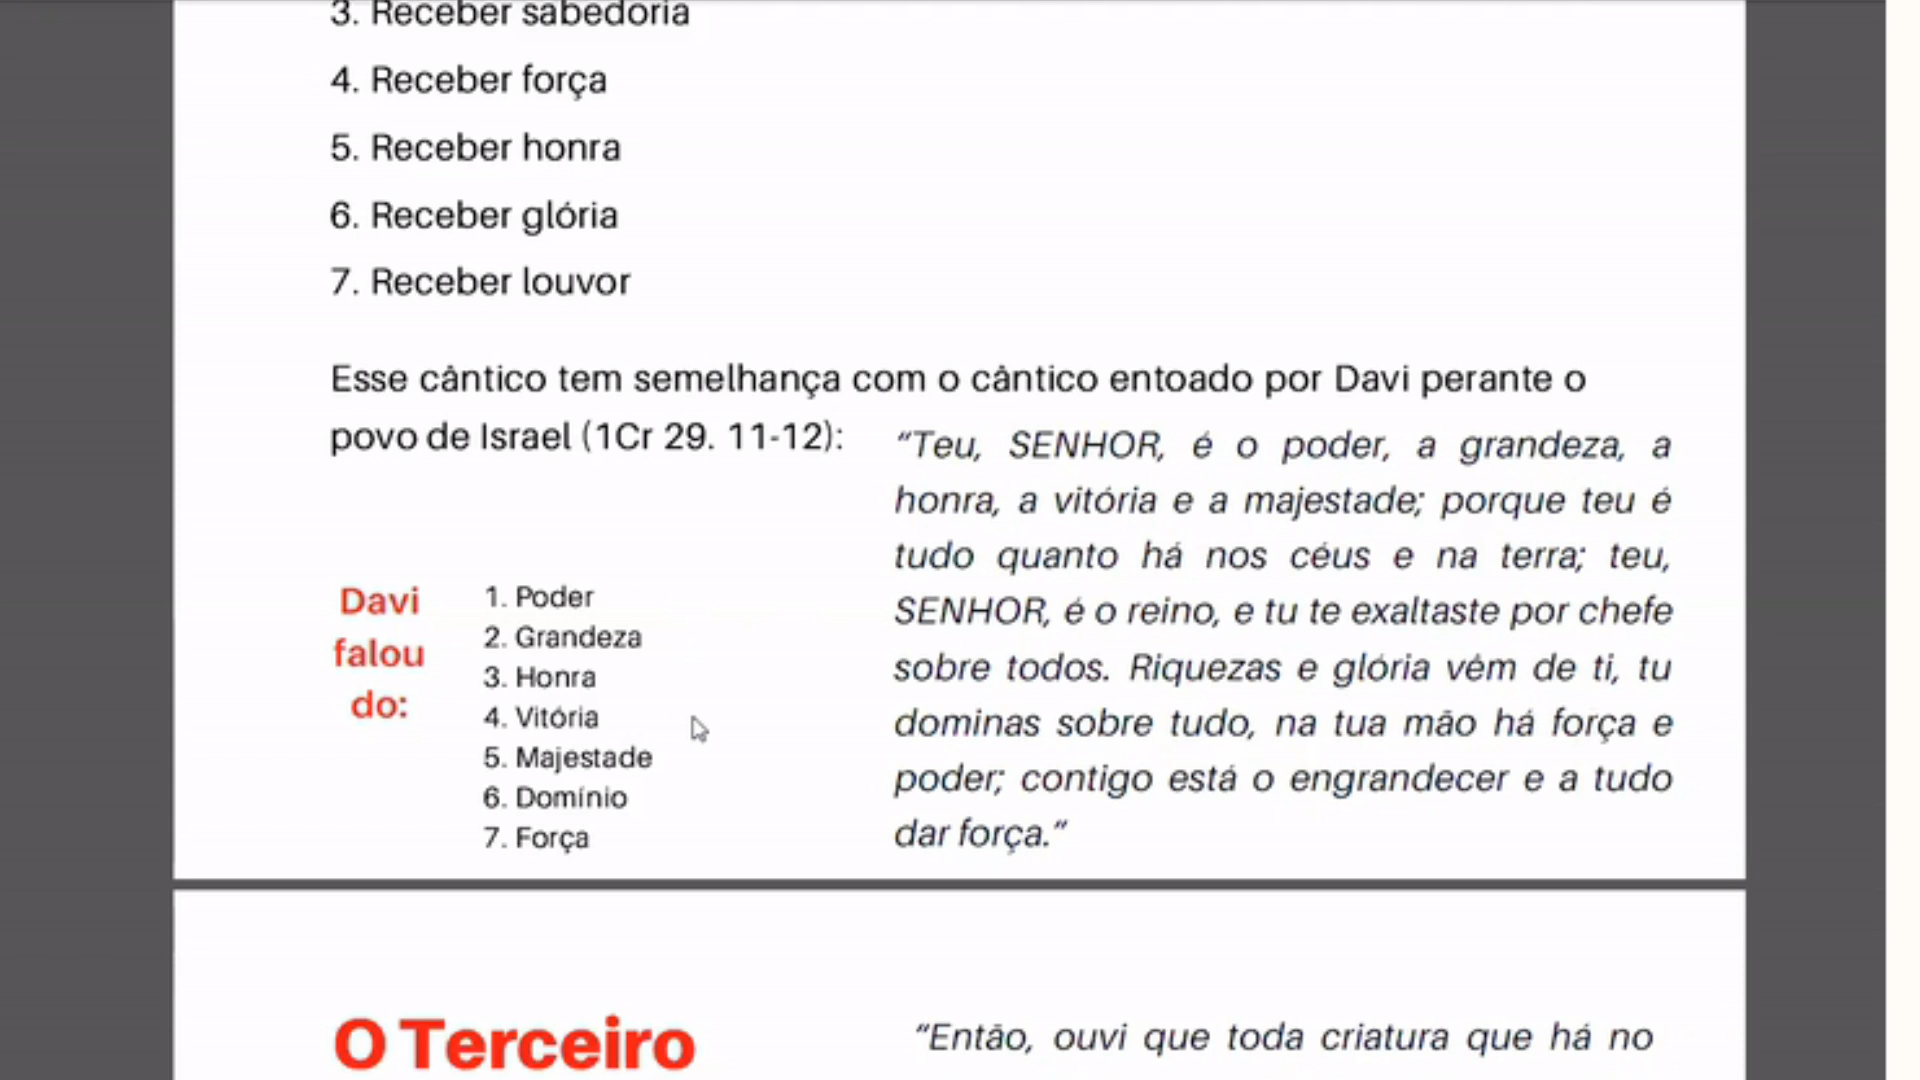 3. Receber sabedoria
4. Receber força
5. Receber honra
6. Receber glória
7. Receber louvor
Esse cântico tem semelhança com o cântico entoado por Davi perante o
povo de Israel (1Cr 29. 11-12):
“Teu, SENHOR, é o poder, a grandeza, a
honra, a vitória e a majestade; porque teu é
tudo quanto há nos céus e na terra; teu,
SENHOR, é o reino, e tu te exaltaste por chefe
sobre todos. Riquezas e glória vêm de ti, tu
dominas sobre tudo, na tua mão há força e
poder; contigo está o engrandecer e a tudo
dar força.”
Davi
falou
do:
1. Poder
2. Grandeza
3. Honra
4. Vitória
5. Majestade
6. Domínio
7. Força
O Terceiro
“Então, ouvi que toda criatura que há no